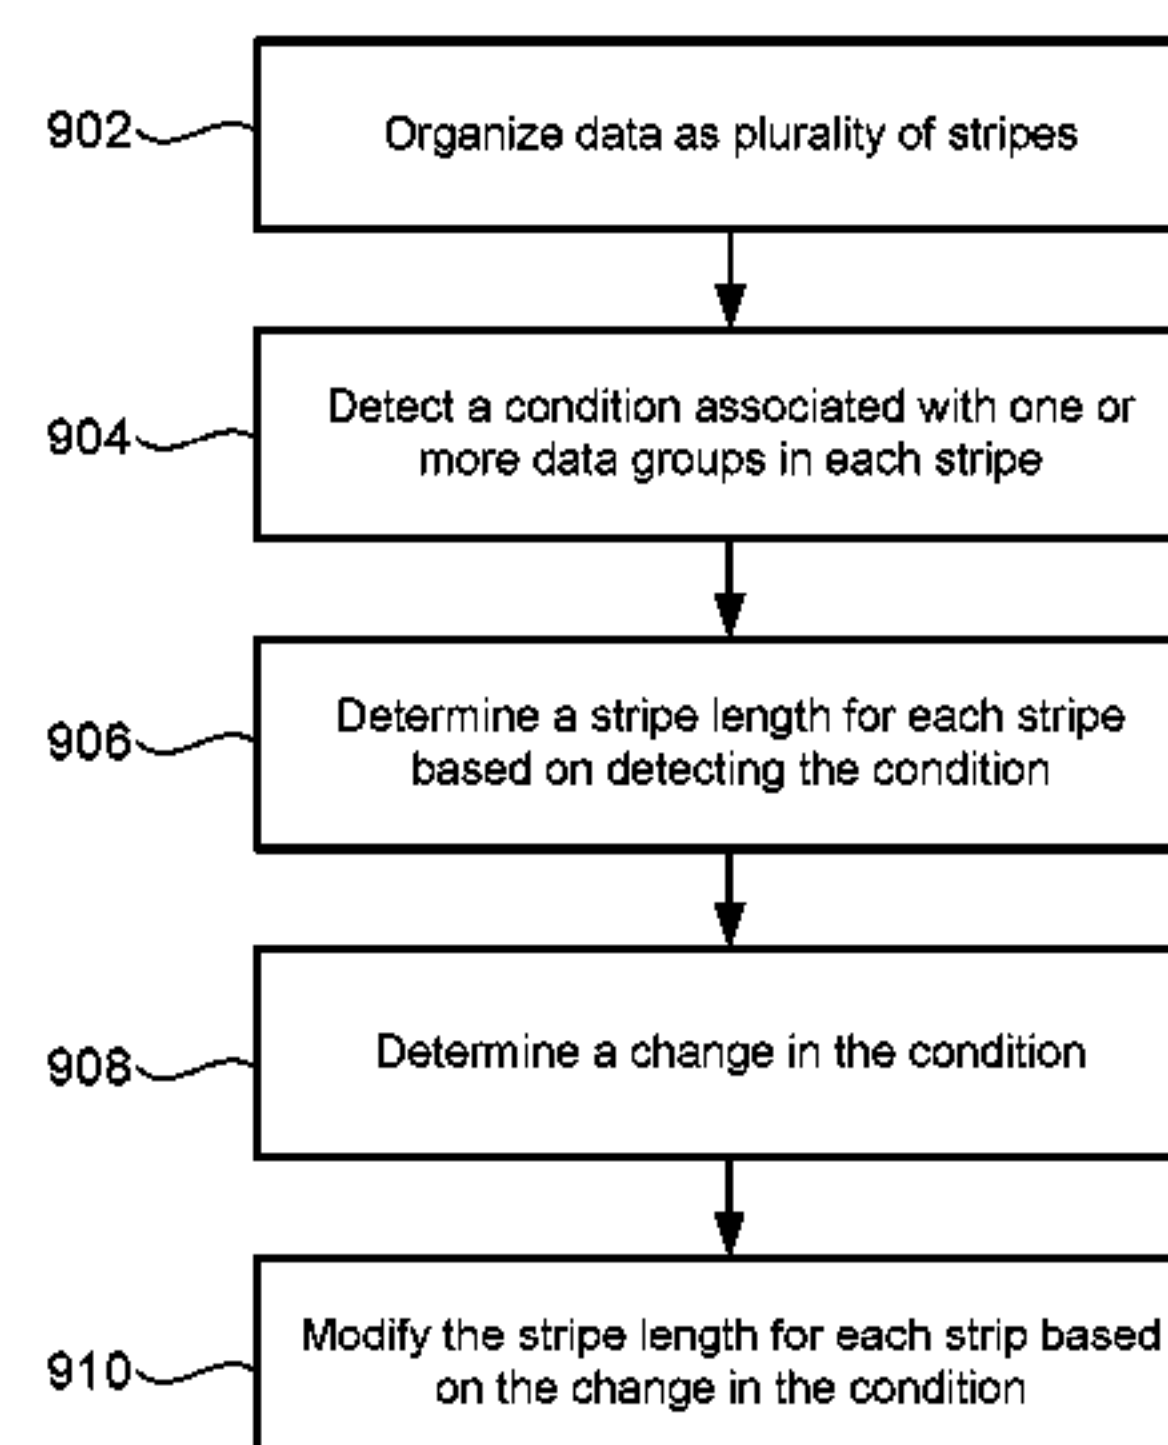 902
Organize data as plurality of stripes
904
Detect a condition associated with one or
more data groups in each stripe
906
Determine a stripe length for each stripe
based on detecting the condition
908
Determine a change in the condition
910
Modify the stripe length for each strip based
on the change in the condition